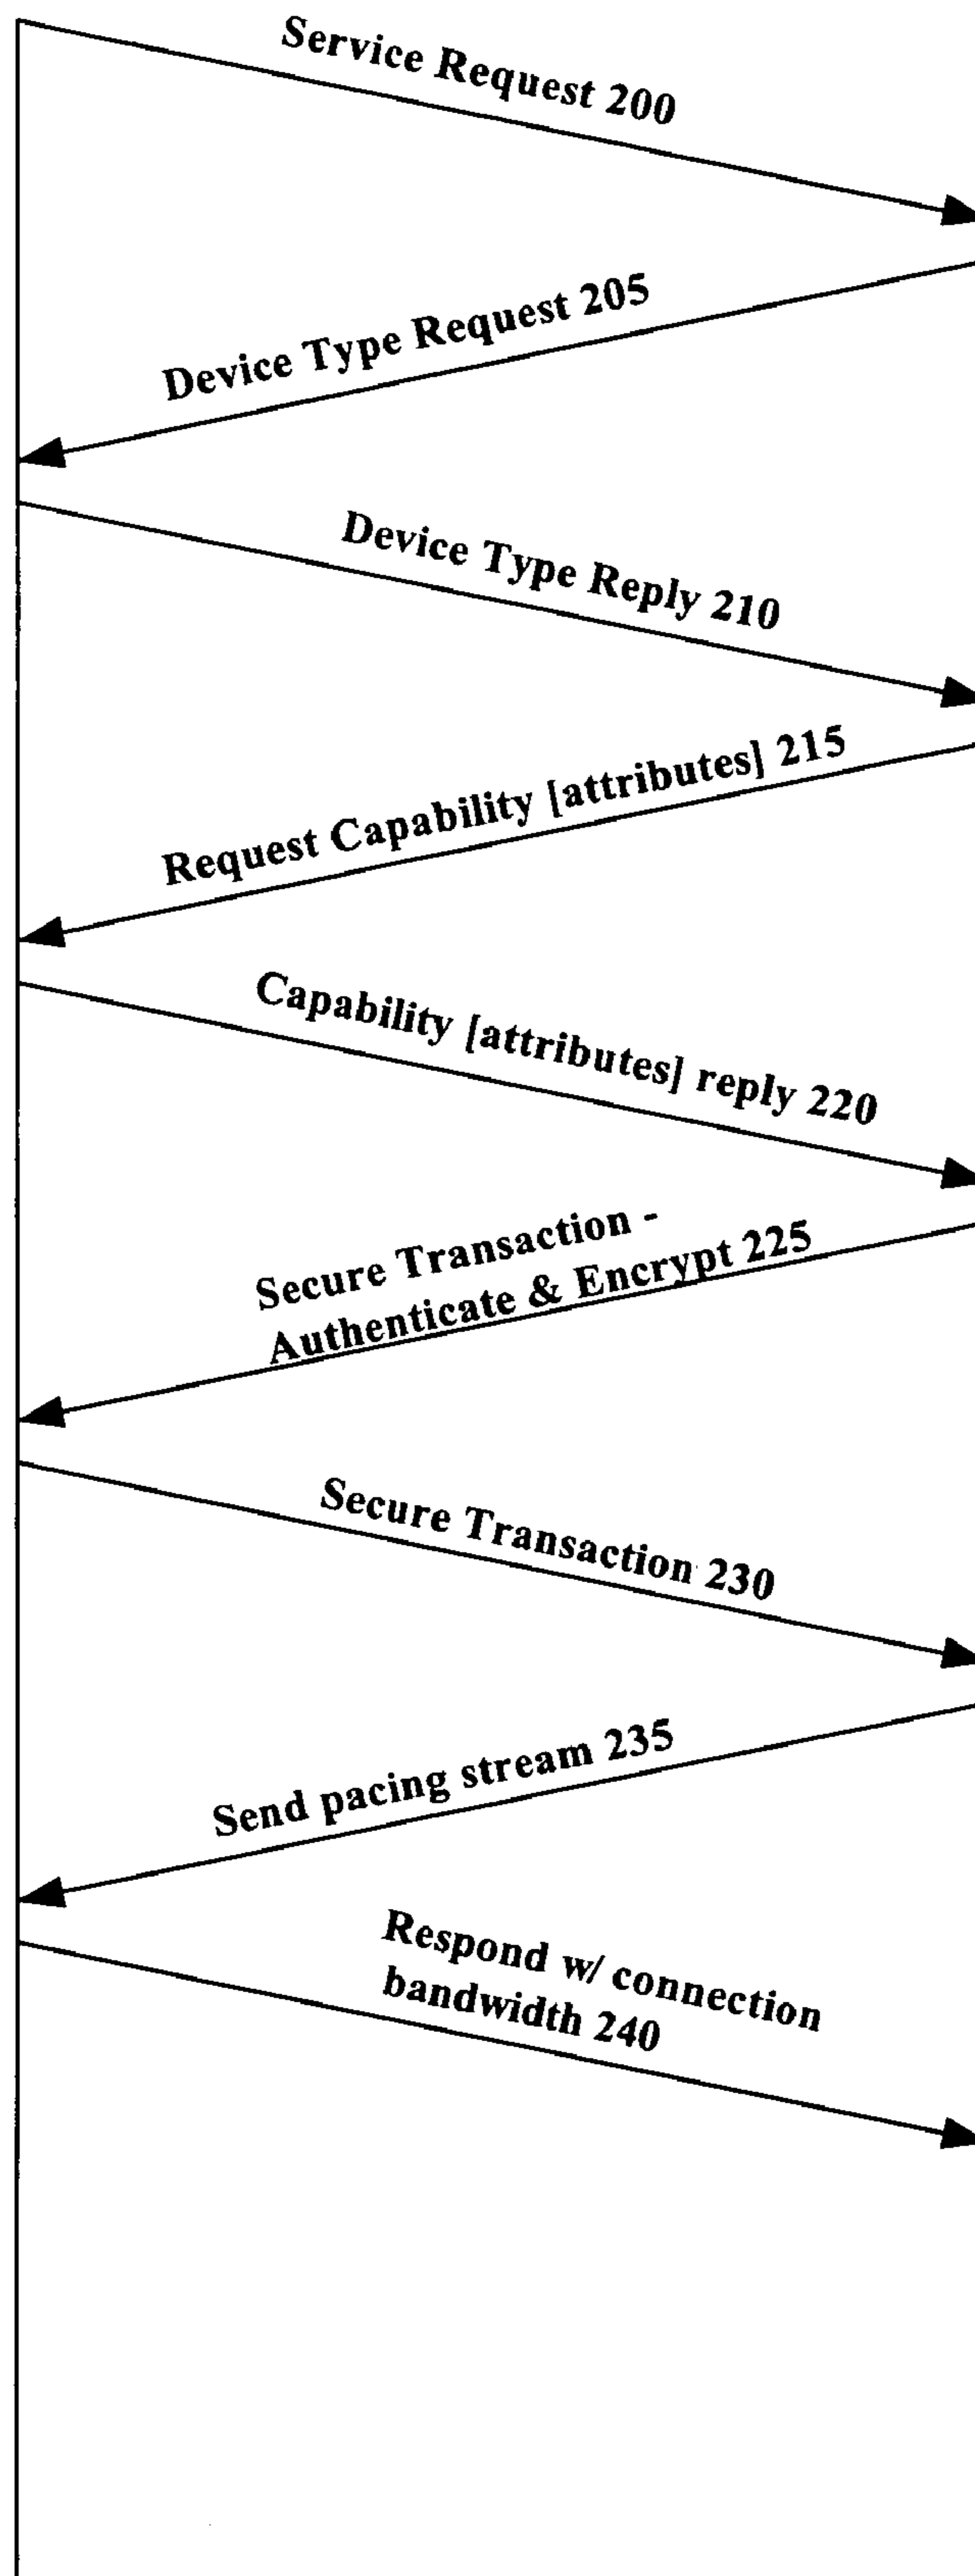 Service Request 200
Device Type Request 205
Device Type Reply 210
Request Capability [attributes] 215
Capability [attributes] reply 220
Secure Transaction -
Authenticate & Encrypt 225
Secure Transaction 230
Send pacing stream 235
Respond w/ connection
bandwidth 240